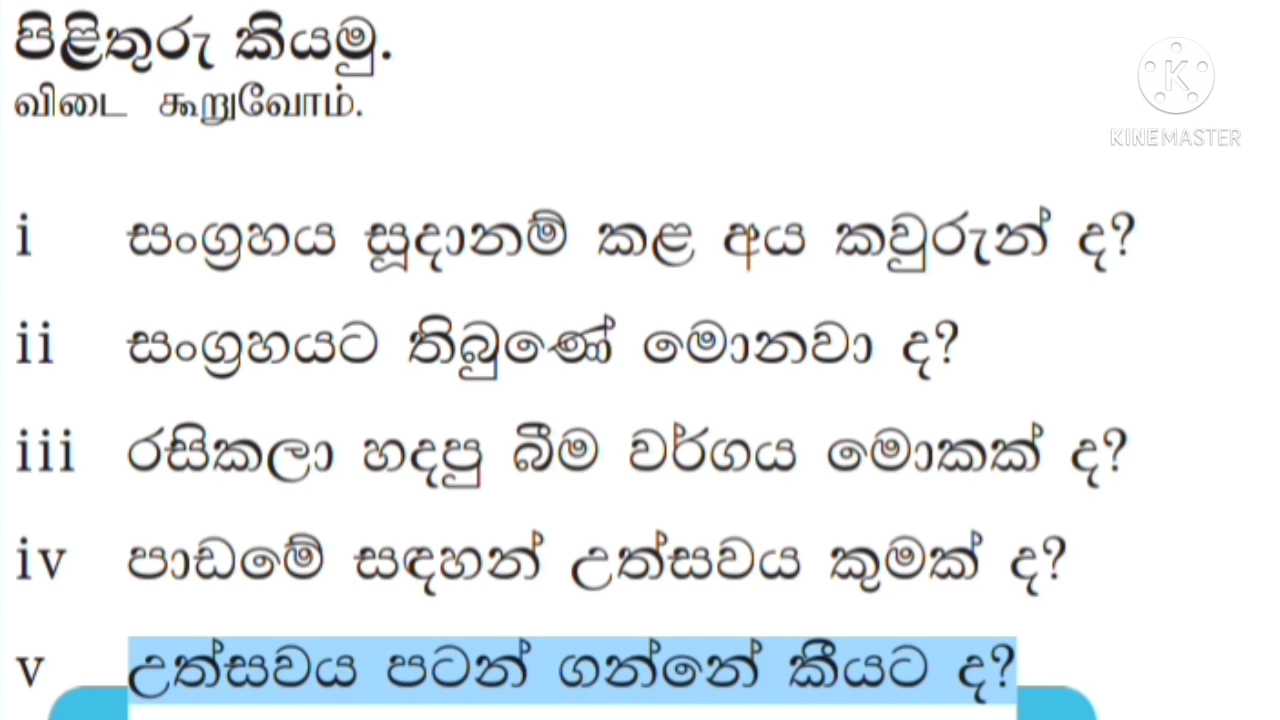 පිළිතුරු කියමු.
விடை கூறுவோம்.
KINEMASTER
i සංග්‍රහය සූදානම් කළ අය කවුරුන් ද?
ii සංග්‍රහයට තිබුණේ මොනවා ද?
iii රසිකලා හදපු බීම වර්ගය මොකක් ද?
iv පාඩමේ සඳහන් උත්සවය කුමක් ද?
v උත්සවය පටන් ගන්නේ කීයට ද?